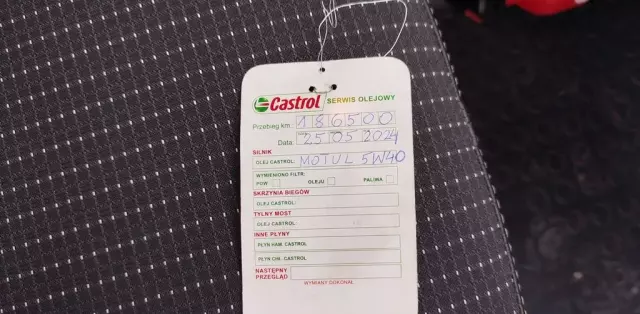 Castrol SERWIS OLEJOWY
Przebieg km: 186500
Data: 25.05.2024
SILNIK
OLEJ CASTROL: MOTUL 5W40
WYMIENIONO FILTR:
POW OLEJU PALIWA
SKRZYNIA BIEGÓW
OLEJ CASTROL:
TYLNY MOST
OLEJ CASTROL:
INNE PŁYNY
PŁYN HAM. CASTROL
PŁYN CHŁ. CASTROL
NASTĘPNY
PRZEGLĄD
WYMIANY DOKONAŁ